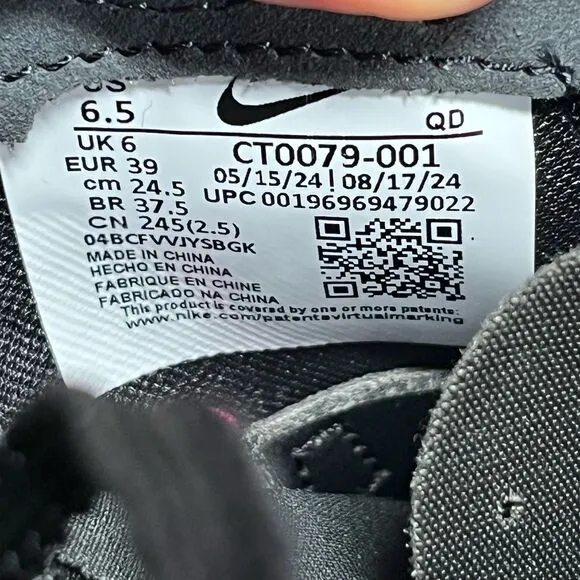 US
6.5
QD
UK 6
EUR 39
cm 24.5
BR 37.5
CN 245(2.5)
04BCFVVJYSBGK
MADE IN CHINA
HECHO EN CHINA
FABRIQUE EN CHINE
FABRICADO NA CHINA
CT0079-001
05/15/24 | 08/17/24
UPC 00196969479022
This product is covered by one or more patents:
www.nike.com/patentsvirtualmarking